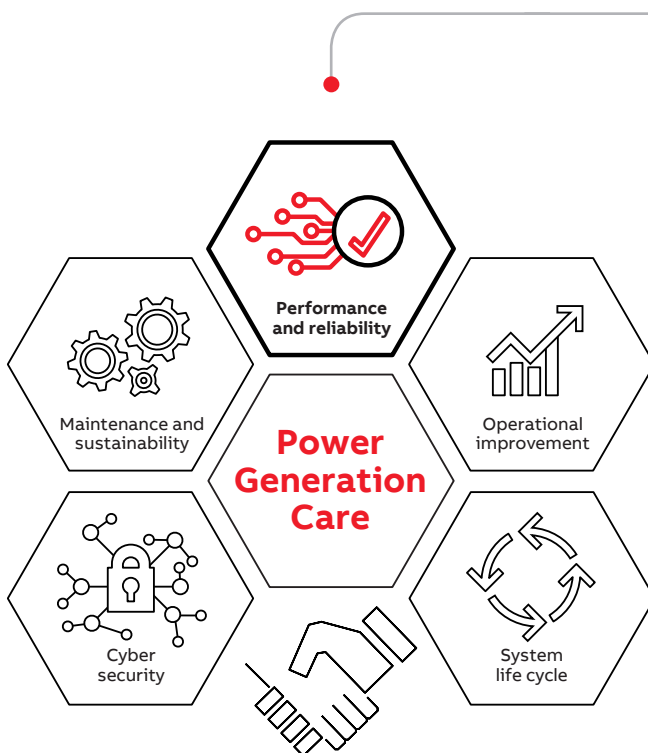 Performance
and reliability
Maintenance and
sustainability
Operational
improvement
Power
Generation
Care
Cyber
security
System
life cycle